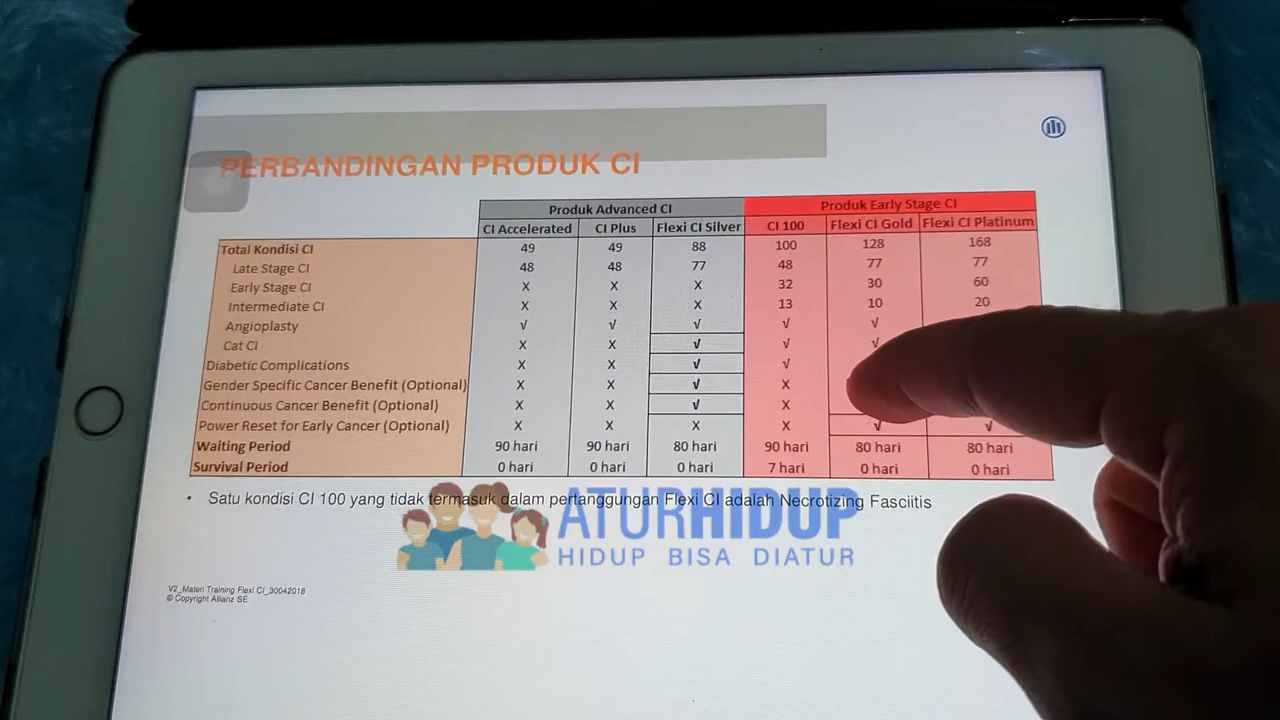 PERBANDINGAN PRODUK CI
Produk Advanced CI Produk Early Stage CI
CI Accelerated CI Plus Flexi CI Silver CI 100 Flexi CI Gold Flexi CI Platinum
Total Kondisi CI 49 49 88 100 128 168
Late Stage CI 48 48 77 48 77 77
Early Stage CI X X X 32 30 60
Intermediate CI X X X 13 10 20
Angioplasty √ √ √ √ √
Cat CI X X √ √ √
Diabetic Complications X X √ √
Gender Specific Cancer Benefit (Optional) X X √ X
Continuous Cancer Benefit (Optional) X X √ X
Power Reset for Early Cancer (Optional) X X X X √ √
Waiting Period 90 hari 90 hari 80 hari 90 hari 80 hari 80 hari
Survival Period 0 hari 0 hari 0 hari 7 hari 0 hari 0 hari
• Satu kondisi CI 100 yang tidak termasuk dalam pertanggungan Flexi CI adalah Necrotizing Fasciitis
ATURHIDUP
HIDUP BISA DIATUR
V2_Materi Training Flexi CI_30042018
© Copyright Allianz SE